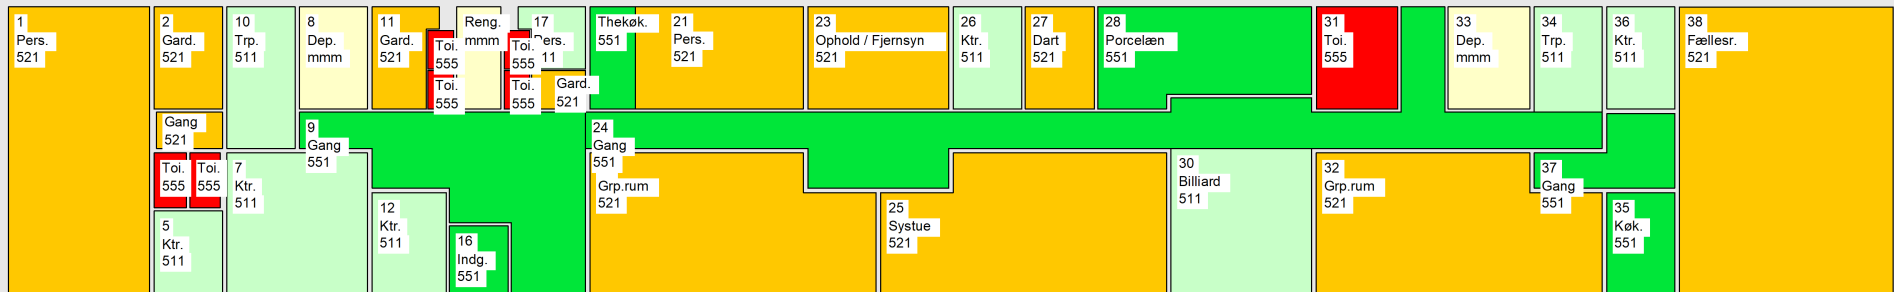 1
Pers.
521
2
Gard.
521
10
Trp.
511
8
Dep.
mmm
11
Gard.
521
Toi.
555
Toi.
555
Reng.
mmm
17
Pers.
511
Toi.
555
Toi.
555
Gard.
521
Thekøk.
551
21
Pers.
521
23
Ophold / Fjernsyn
521
26
Ktr.
511
27
Dart
521
28
Porcelæn
551
31
Toi.
555
33
Dep.
mmm
34
Trp.
511
36
Ktr.
511
38
Fællesr.
521
Gang
521
9
Gang
551
24
Gang
551
Grp.rum
521
Toi.
555
Toi.
555
7
Ktr.
511
5
Ktr.
511
12
Ktr.
511
16
Indg.
551
25
Systue
521
30
Billiard
511
32
Grp.rum
521
37
Gang
551
35
Køk.
551